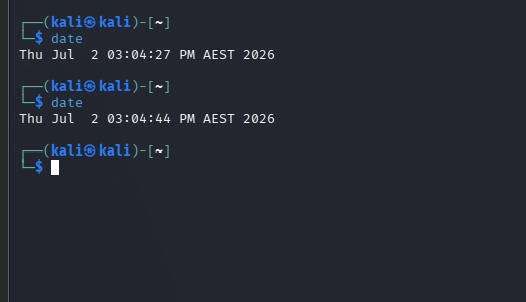 ┌──(kali㉿kali)-[~]
└─$ date
Thu Jul  2 03:04:27 PM AEST 2026
┌──(kali㉿kali)-[~]
└─$ date
Thu Jul  2 03:04:44 PM AEST 2026
┌──(kali㉿kali)-[~]
└─$